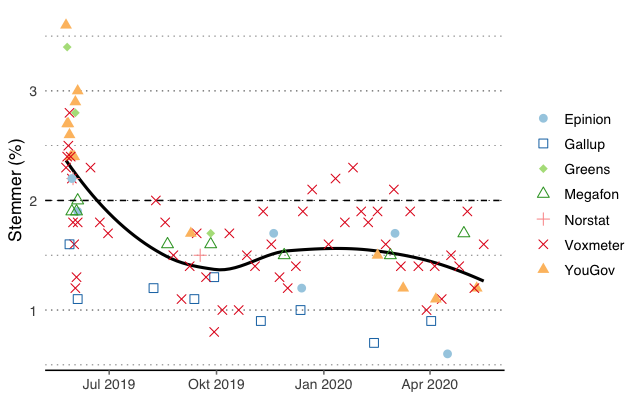 Stemmer (%)
3
2
1
Jul 2019
Okt 2019
Jan 2020
Apr 2020
Epinion
Gallup
Greens
Megafon
Norstat
Voxmeter
YouGov